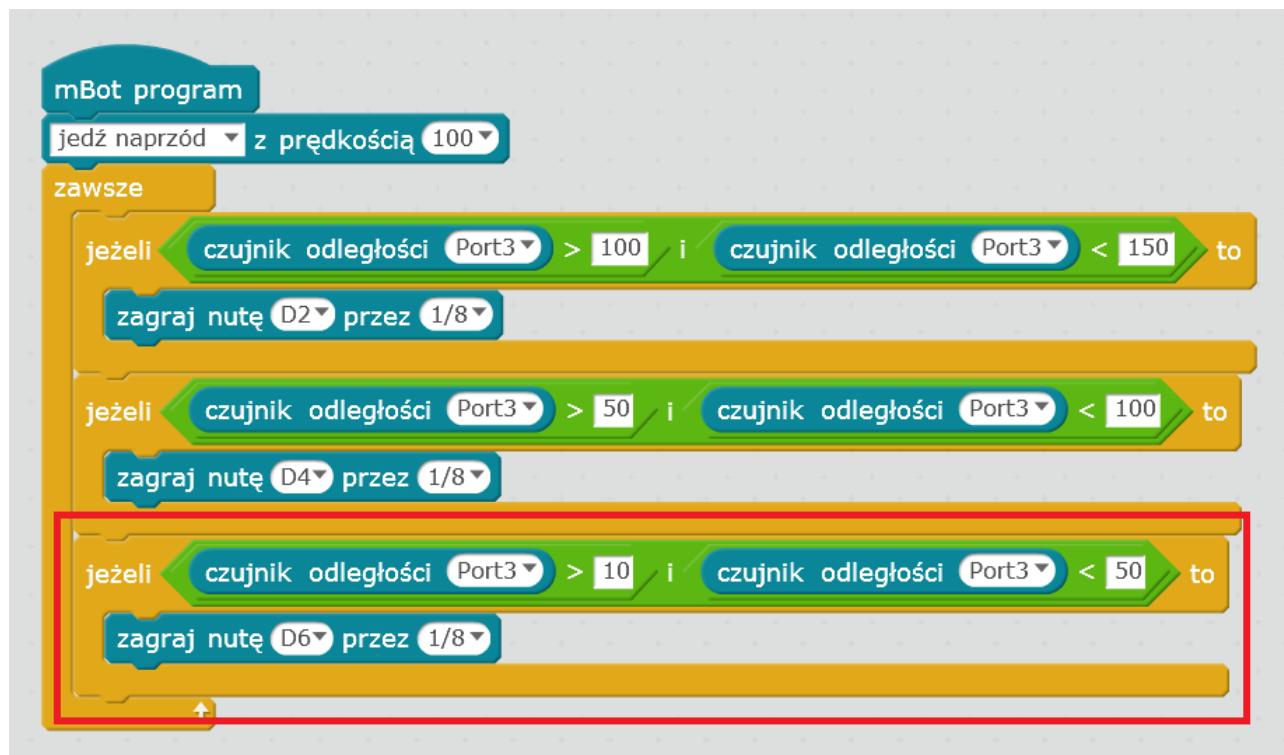 mBot program
jedź naprzód z prędkością 100
zawsze
jeżeli czujnik odległości Port3 > 100 i czujnik odległości Port3 < 150 to
zagraj nutę D2 przez 1/8
jeżeli czujnik odległości Port3 > 50 i czujnik odległości Port3 < 100 to
zagraj nutę D4 przez 1/8
jeżeli czujnik odległości Port3 > 10 i czujnik odległości Port3 < 50 to
zagraj nutę D6 przez 1/8